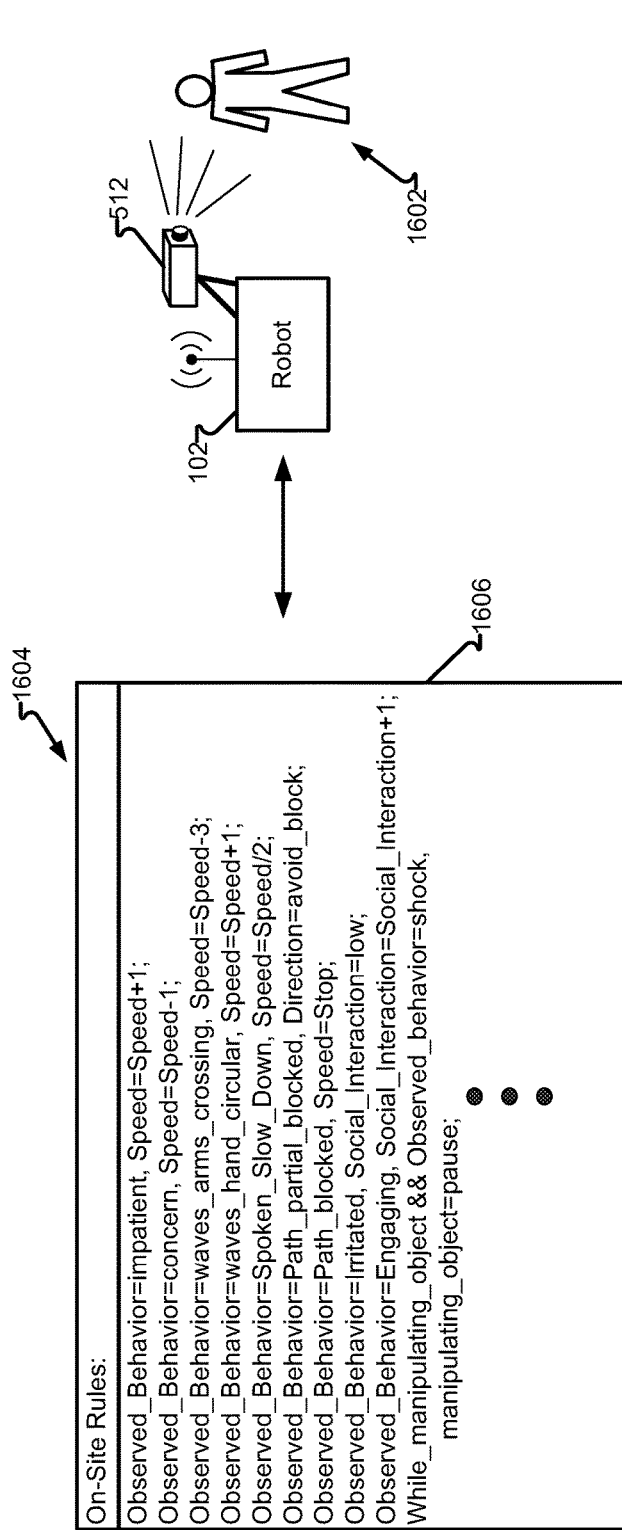 1604
On-Site Rules:
Observed_Behavior=impatient, Speed=Speed+1;
Observed_Behavior=concern, Speed=Speed-1;
Observed_Behavior=waves_arms_crossing, Speed=Speed-3;
Observed_Behavior=waves_hand_circular, Speed=Speed+1;
Observed_Behavior=Spoken_Slow_Down, Speed=Speed/2;
Observed_Behavior=Path_partial_blocked, Direction=avoid_block;
Observed_Behavior=Path_blocked, Speed=Stop;
Observed_Behavior=Irritated, Social_Interaction=low;
Observed_Behavior=Engaging, Social_Interaction=Social_Interaction+1;
While_manipulating_object && Observed_behavior=shock,
manipulating_object=pause;
1606
102
512
Robot
1602